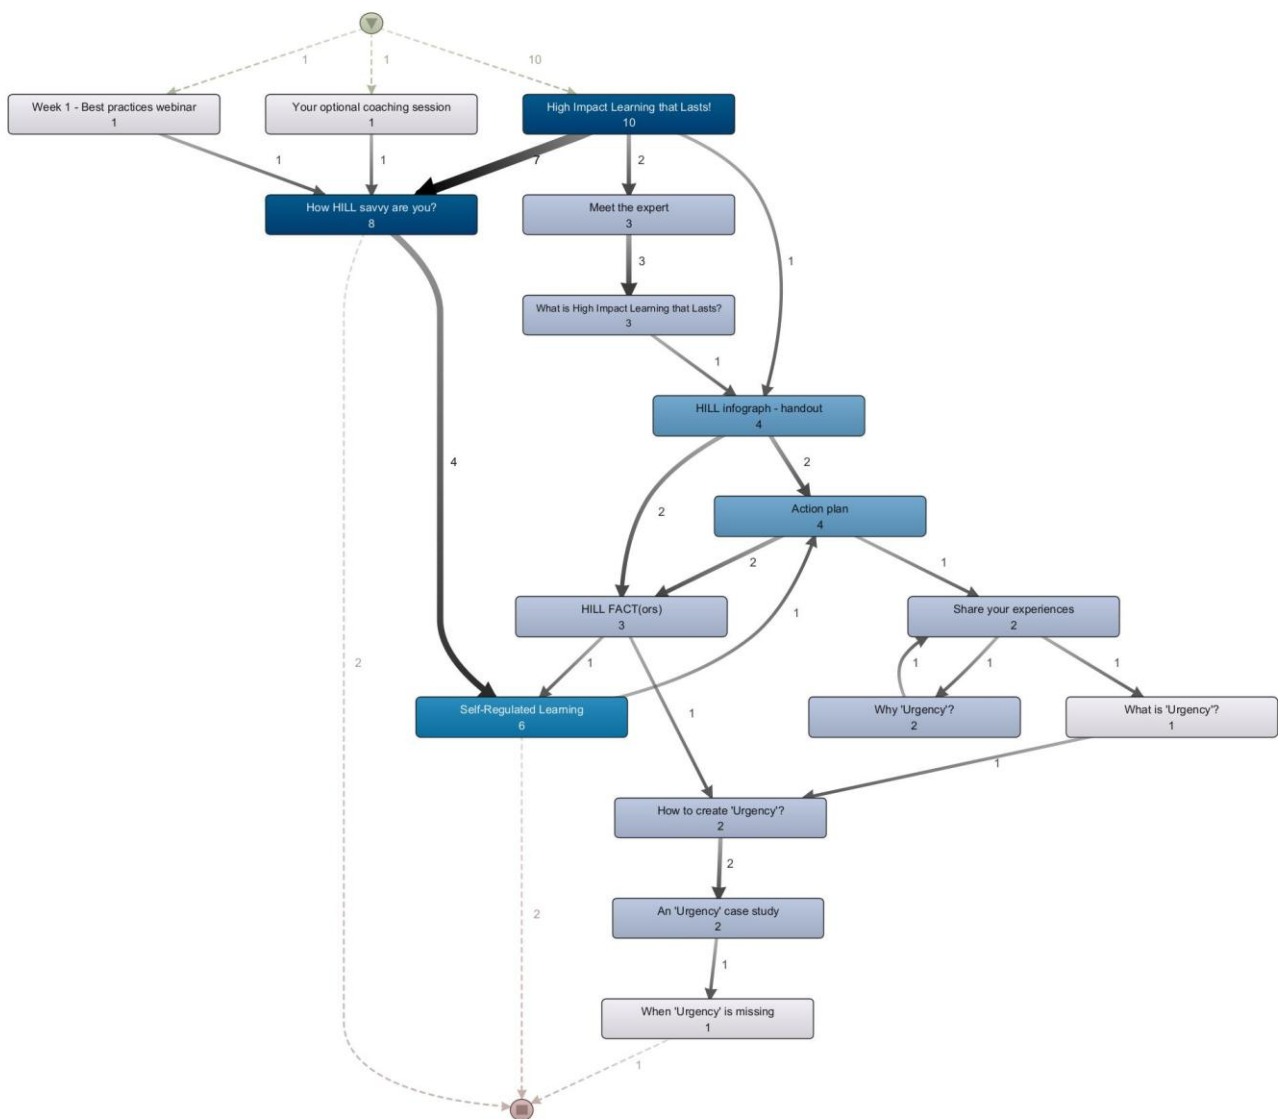 1
1
10
Week 1 - Best practices webinar
1
Your optional coaching session
1
High Impact Learning that Lasts!
10
1
1
7
2
How HILL savvy are you?
8
Meet the expert
3
3
1
What is High Impact Learning that Lasts?
3
1
HILL infograph - handout
4
4
2
2
Action plan
4
2
1
HILL FACT(ors)
3
1
Share your experiences
2
2
1
1
1
1
Self-Regulated Learning
6
1
Why 'Urgency'?
2
What is 'Urgency'?
1
1
How to create 'Urgency'?
2
2
An 'Urgency' case study
2
2
1
When 'Urgency' is missing
1
1